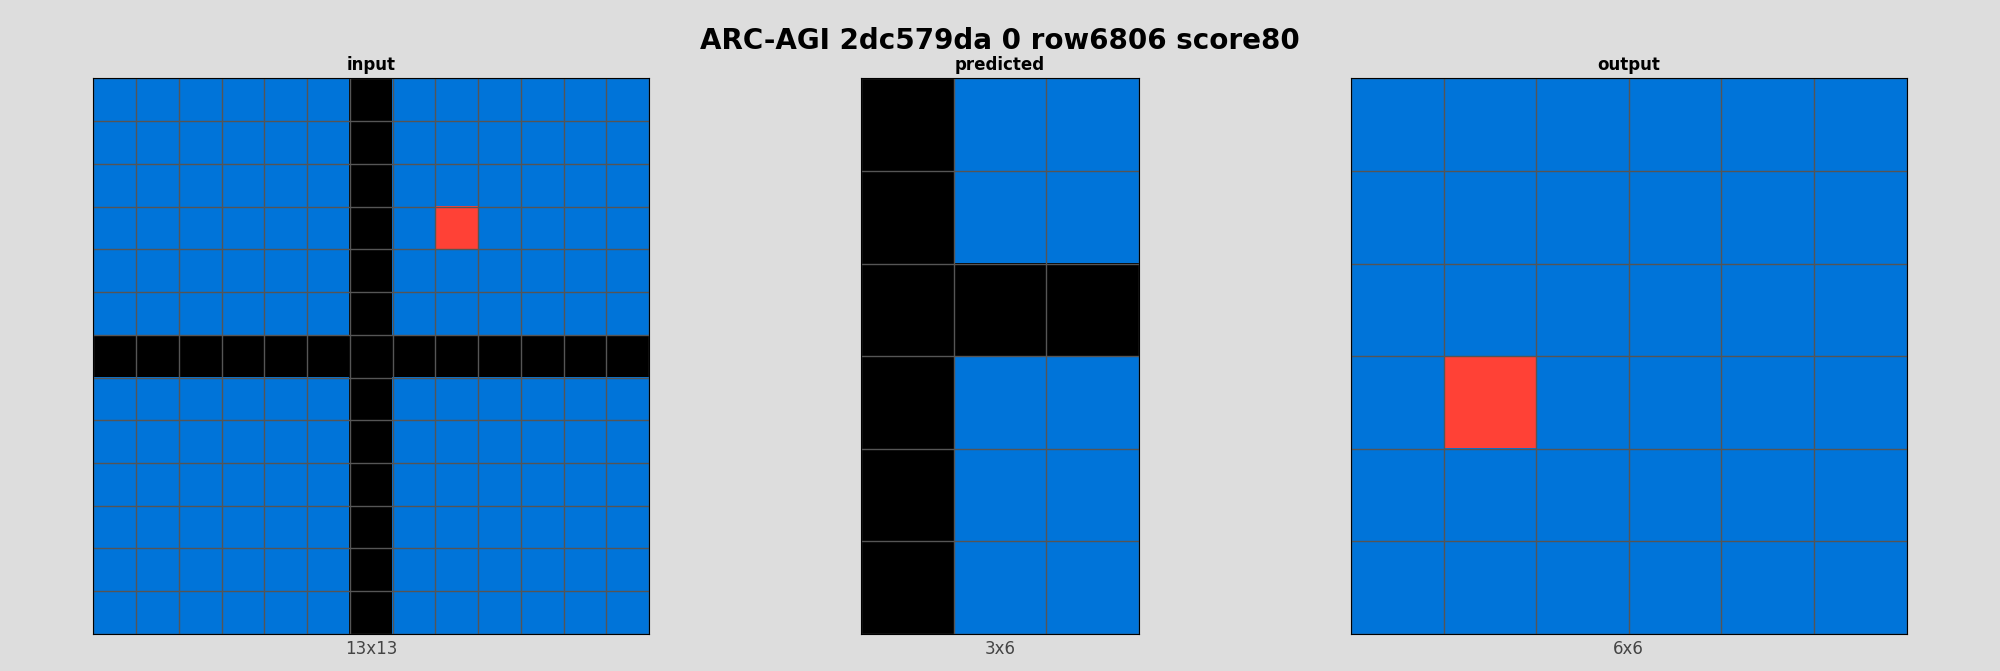 ARC-AGI 2dc579da 0 row6806 score80
input
predicted
output
13x13
3x6
6x6